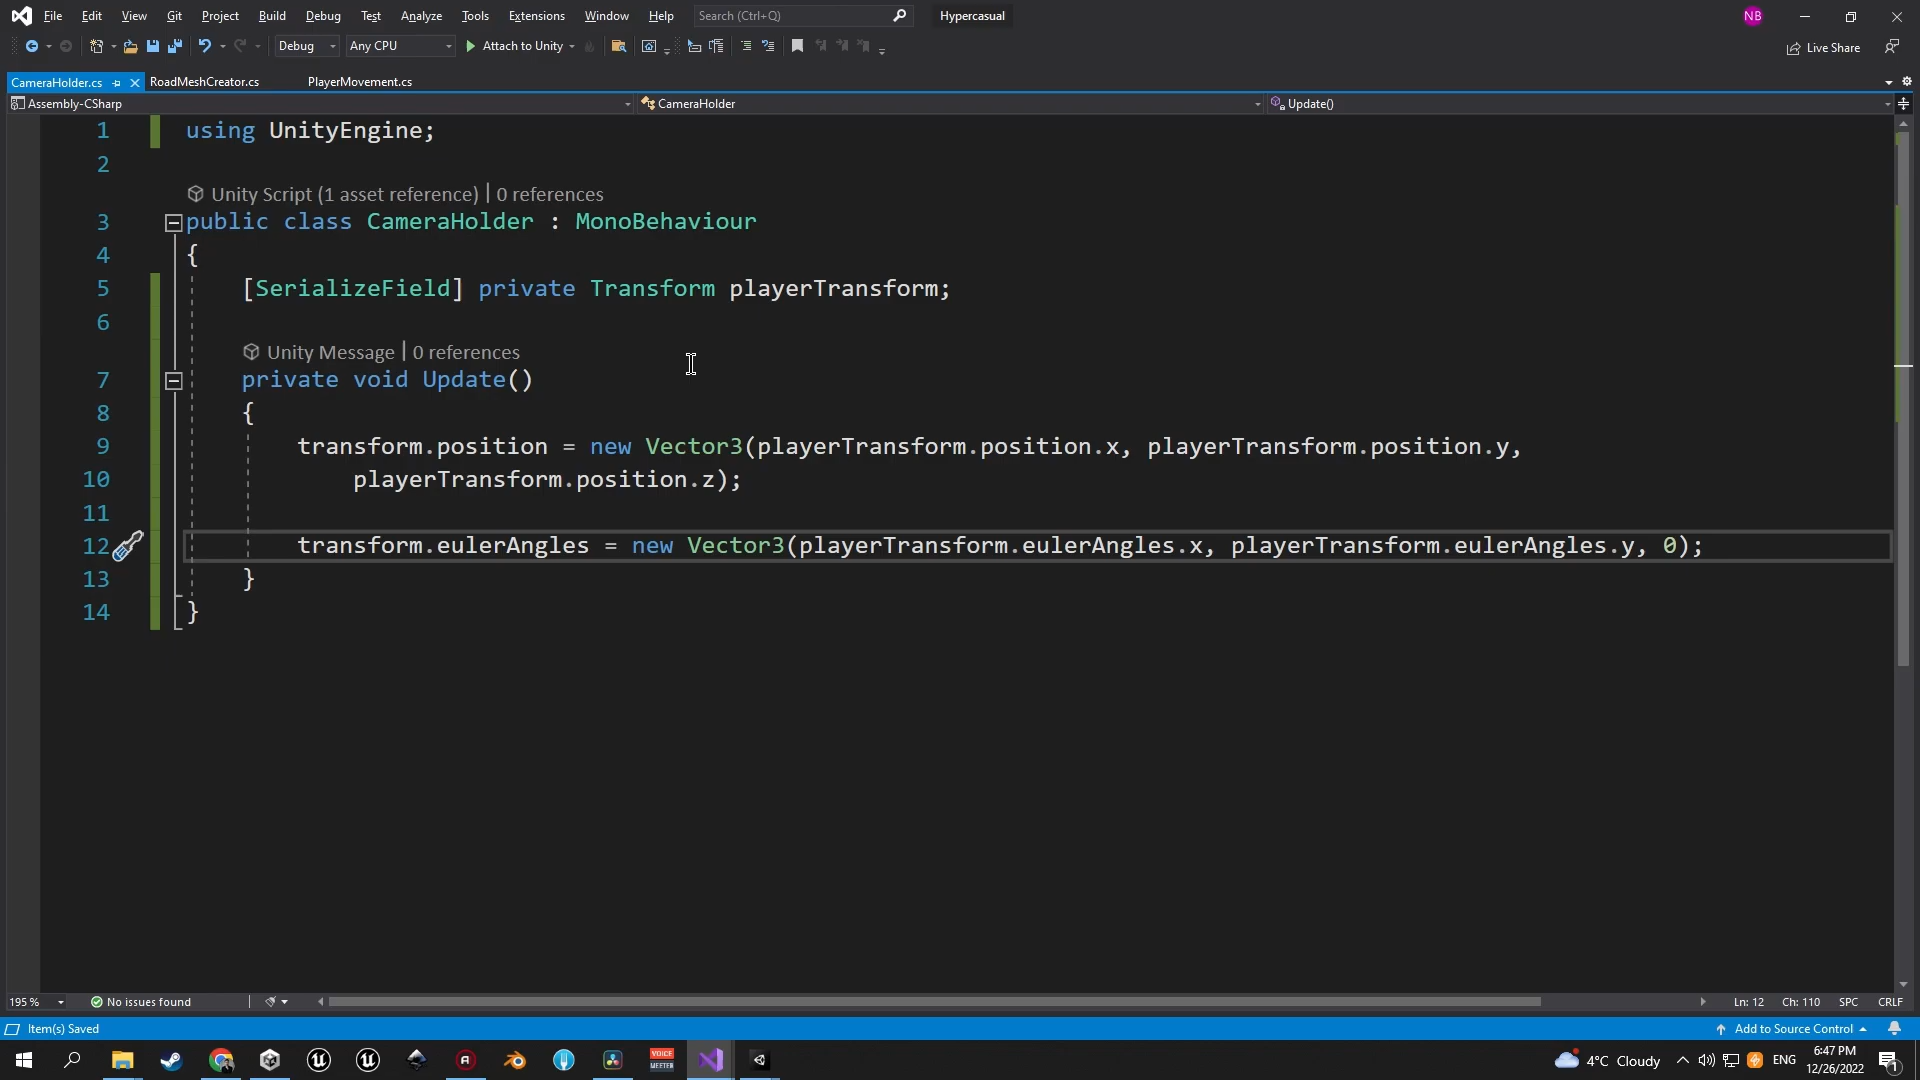 File Edit View Git Project Build Debug Test Analyze Tools Extensions Window Help Search (Ctrl+Q) Hypercasual NB
Debug Any CPU Attach to Unity Live Share
CameraHolder.cs RoadMeshCreator.cs PlayerMovement.cs
Assembly-CSharp CameraHolder Update()
1 using UnityEngine;
2
Unity Script (1 asset reference) | 0 references
3 public class CameraHolder : MonoBehaviour
4 {
5 [SerializeField] private Transform playerTransform;
6
Unity Message | 0 references
7 private void Update()
8 {
9 transform.position = new Vector3(playerTransform.position.x, playerTransform.position.y,
10 playerTransform.position.z);
11
12 transform.eulerAngles = new Vector3(playerTransform.eulerAngles.x, playerTransform.eulerAngles.y, 0);
13 }
14 }
195 % No issues found Ln: 12 Ch: 110 SPC CRLF
Item(s) Saved Add to Source Control
VOICE MEETER 4°C Cloudy ENG 6:47 PM
12/26/2022 1